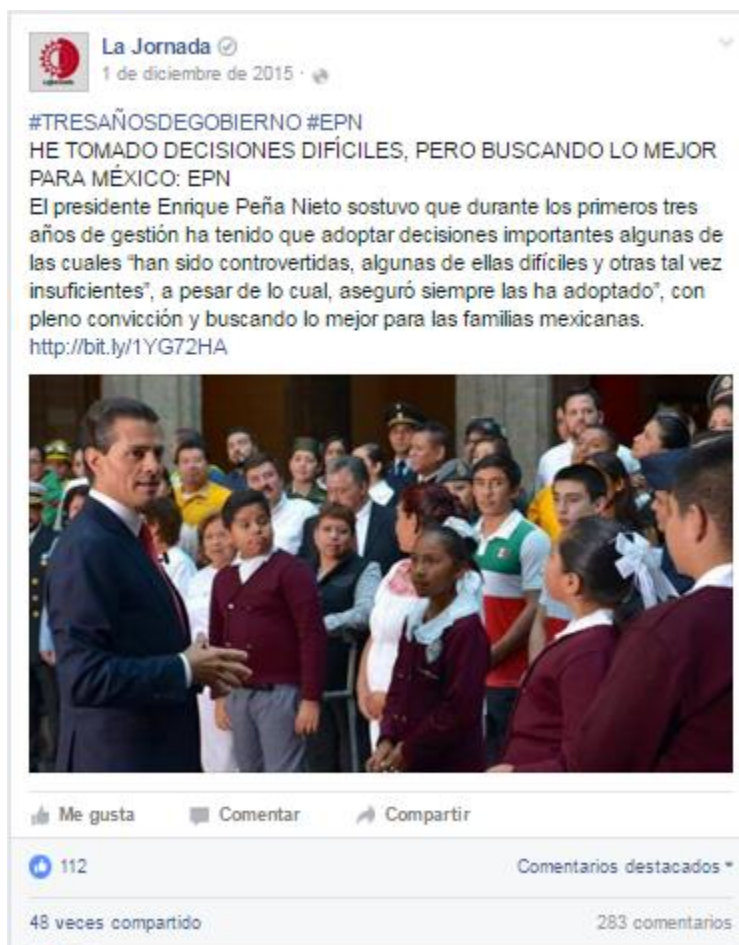 La Jornada
1 de diciembre de 2015 ·
#TRESAÑOSDEGOBIERNO #EPN
HE TOMADO DECISIONES DIFÍCILES, PERO BUSCANDO LO MEJOR
PARA MÉXICO: EPN
El presidente Enrique Peña Nieto sostuvo que durante los primeros tres
años de gestión ha tenido que adoptar decisiones importantes algunas de
las cuales “han sido controvertidas, algunas de ellas difíciles y otras tal vez
insuficientes”, a pesar de lo cual, aseguró siempre las ha adoptado”, con
pleno convicción y buscando lo mejor para las familias mexicanas.
http://bit.ly/1YG72HA
Me gusta Comentar Compartir
112 Comentarios destacados
48 veces compartido 283 comentarios